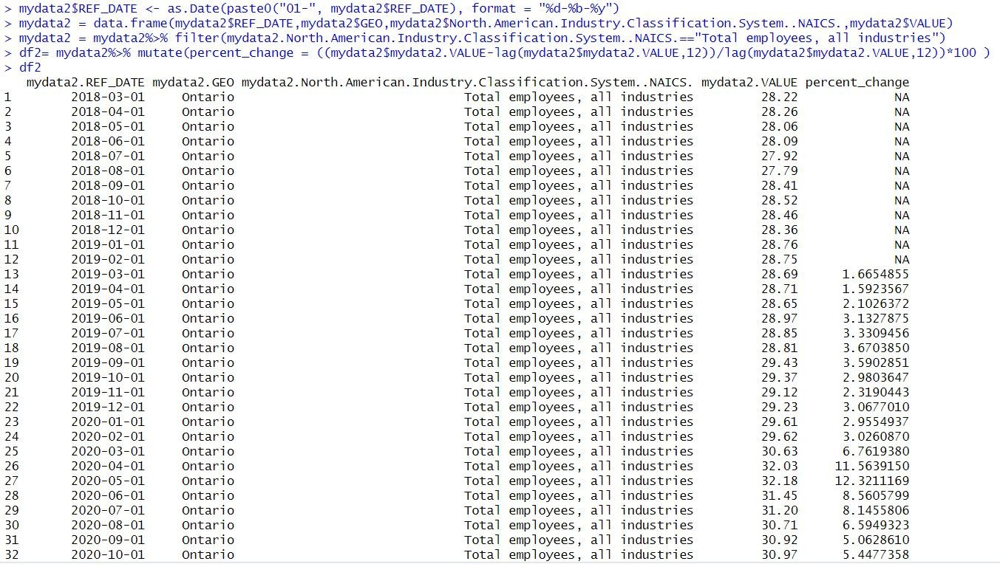 mydata2$REF_DATE <- as.Date(paste0("01-", mydata2$REF_DATE), format = "%d-%b-%y")
> mydata2 = data.frame(mydata2$REF_DATE,mydata2$GEO,mydata2$North.American.Industry.Classification.System..NAICS.,mydata2$VALUE)
> mydata2 = mydata2%>% filter(mydata2.North.American.Industry.Classification.System..NAICS.=="Total employees, all industries")
> df2= mydata2%>% mutate(percent_change = ((mydata2$mydata2.VALUE-lag(mydata2$mydata2.VALUE,12))/lag(mydata2$mydata2.VALUE,12))*100 )
> df2
mydata2.REF_DATE mydata2.GEO mydata2.North.American.Industry.Classification.System..NAICS. mydata2.VALUE percent_change
1 2018-03-01 Ontario Total employees, all industries 28.22 NA
2 2018-04-01 Ontario Total employees, all industries 28.26 NA
3 2018-05-01 Ontario Total employees, all industries 28.06 NA
4 2018-06-01 Ontario Total employees, all industries 28.09 NA
5 2018-07-01 Ontario Total employees, all industries 27.92 NA
6 2018-08-01 Ontario Total employees, all industries 27.79 NA
7 2018-09-01 Ontario Total employees, all industries 28.41 NA
8 2018-10-01 Ontario Total employees, all industries 28.52 NA
9 2018-11-01 Ontario Total employees, all industries 28.46 NA
10 2018-12-01 Ontario Total employees, all industries 28.36 NA
11 2019-01-01 Ontario Total employees, all industries 28.76 NA
12 2019-02-01 Ontario Total employees, all industries 28.75 NA
13 2019-03-01 Ontario Total employees, all industries 28.69 1.6654855
14 2019-04-01 Ontario Total employees, all industries 28.71 1.5923567
15 2019-05-01 Ontario Total employees, all industries 28.65 2.1026372
16 2019-06-01 Ontario Total employees, all industries 28.97 3.1327875
17 2019-07-01 Ontario Total employees, all industries 28.85 3.3309456
18 2019-08-01 Ontario Total employees, all industries 28.81 3.6703850
19 2019-09-01 Ontario Total employees, all industries 29.43 3.5902851
20 2019-10-01 Ontario Total employees, all industries 29.37 2.9803647
21 2019-11-01 Ontario Total employees, all industries 29.12 2.3190443
22 2019-12-01 Ontario Total employees, all industries 29.23 3.0677010
23 2020-01-01 Ontario Total employees, all industries 29.61 2.9554937
24 2020-02-01 Ontario Total employees, all industries 29.62 3.0260870
25 2020-03-01 Ontario Total employees, all industries 30.63 6.7619380
26 2020-04-01 Ontario Total employees, all industries 32.03 11.5639150
27 2020-05-01 Ontario Total employees, all industries 32.18 12.3211169
28 2020-06-01 Ontario Total employees, all industries 31.45 8.5605799
29 2020-07-01 Ontario Total employees, all industries 31.20 8.1455806
30 2020-08-01 Ontario Total employees, all industries 30.71 6.5949323
31 2020-09-01 Ontario Total employees, all industries 30.92 5.0628610
32 2020-10-01 Ontario Total employees, all industries 30.97 5.4477358